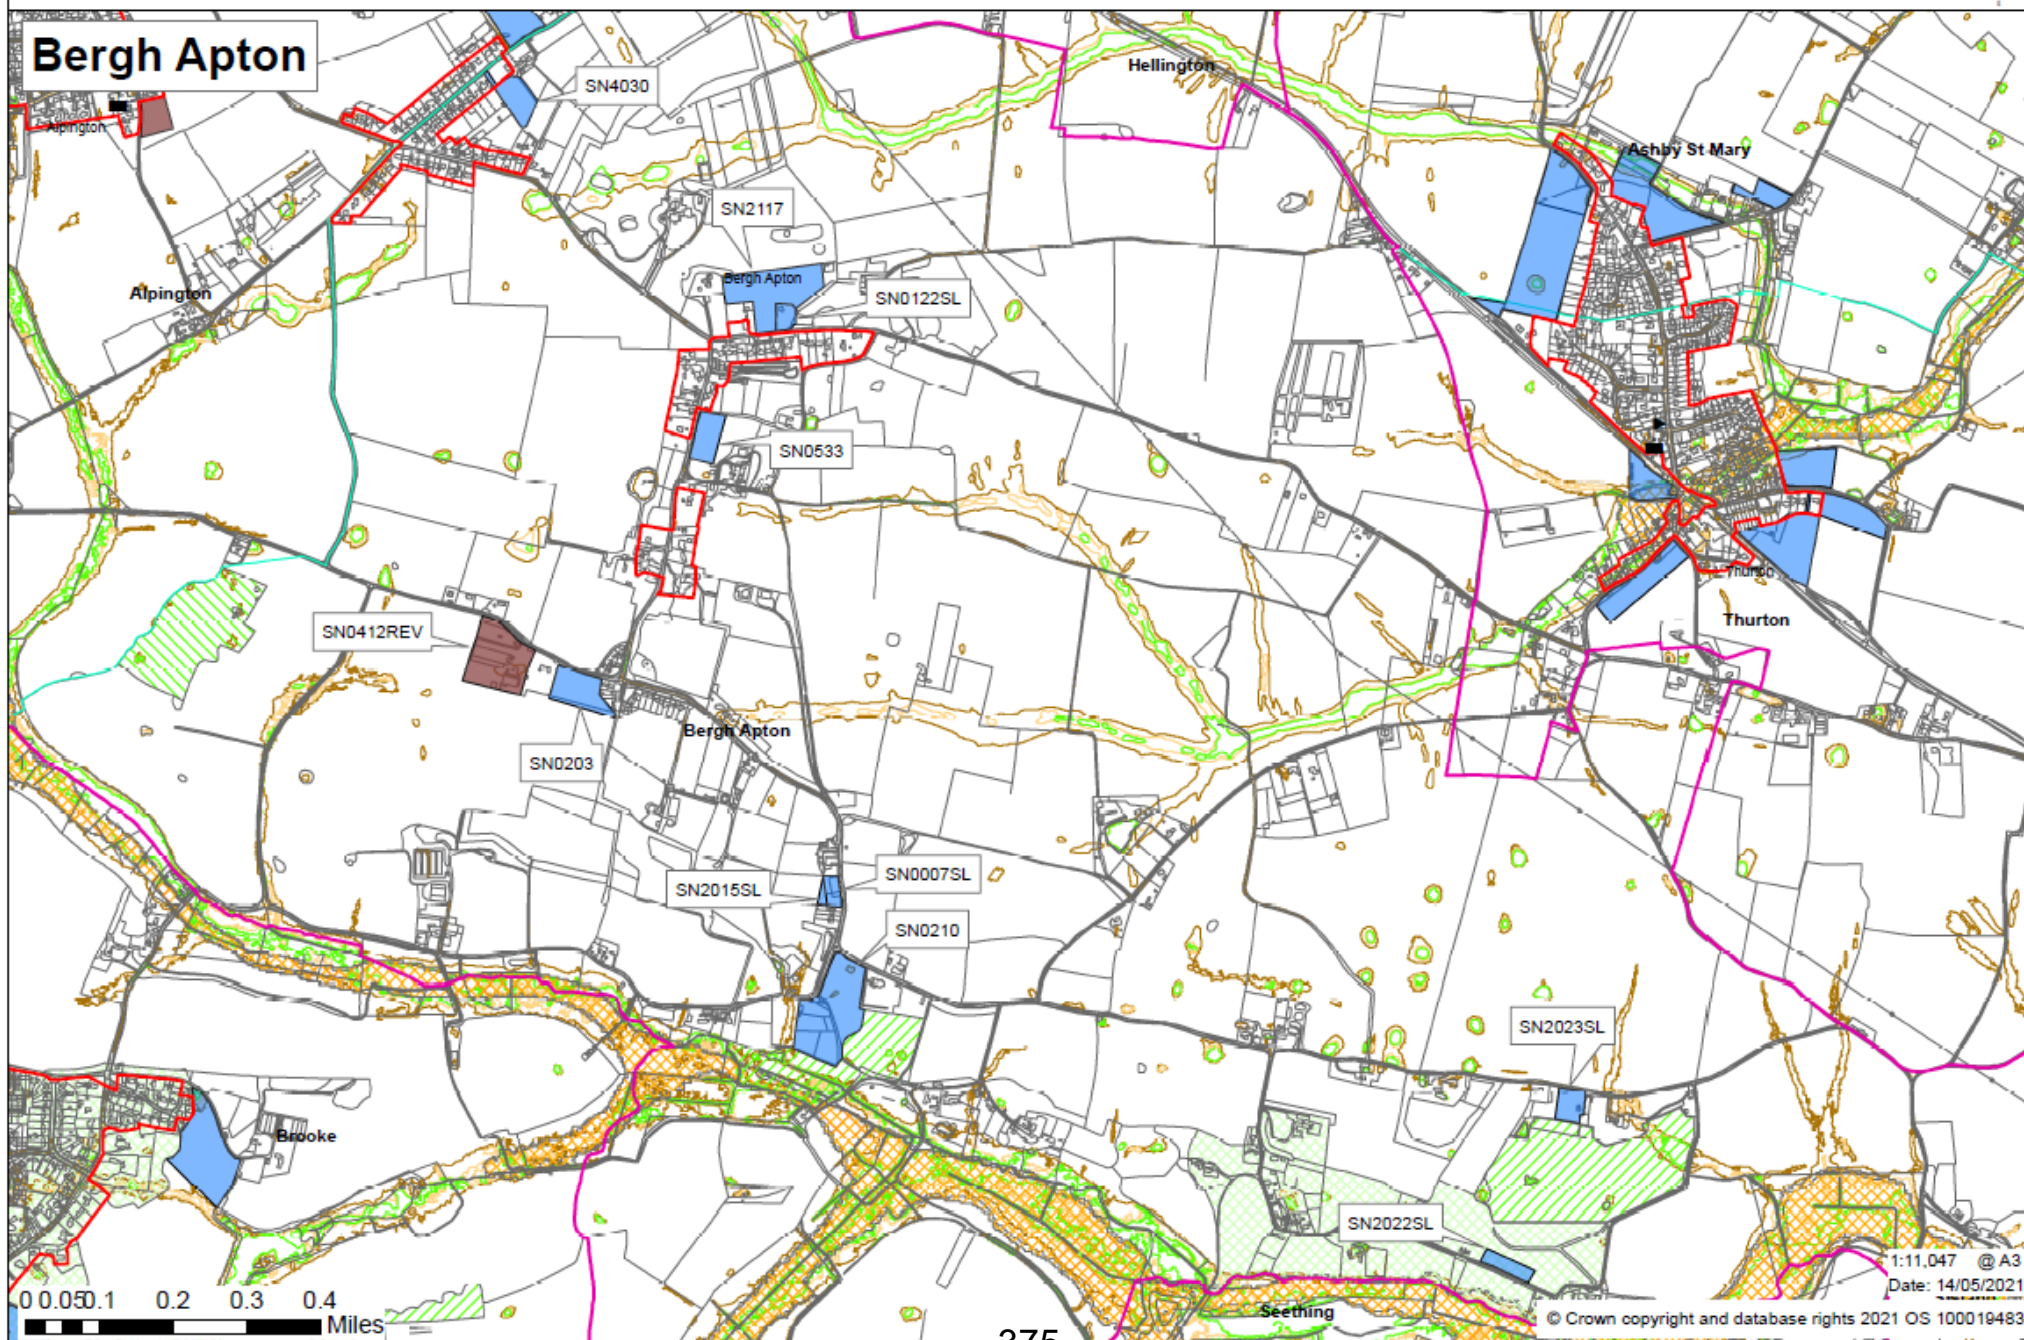 Bergh Apton
Hellington
SN4030
Alpington
Ashby St Mary
SN2117
Bergh Apton
Alpington
SN0122SL
SN0533
Thurton
Thurton
SN0412REV
Bergh Apton
SN0203
SN0007SL
SN2015SL
SN0210
SN2023SL
Brooke
SN2022SL
1:11,047 @ A3
Date: 14/05/2021
0 0.050.1 0.2 0.3 0.4
Miles
Seething
© Crown copyright and database rights 2021 OS 100019483